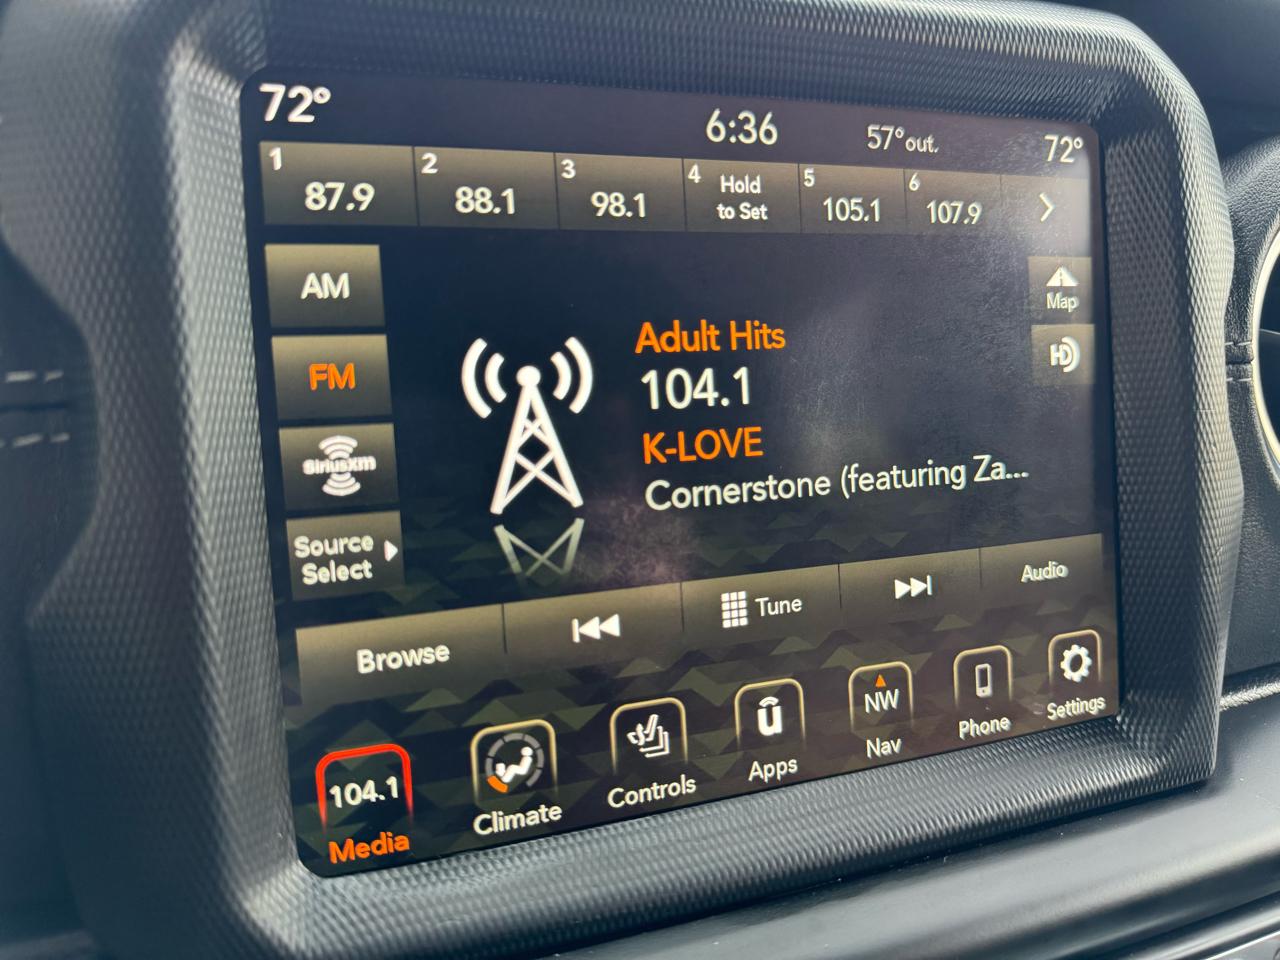 72°
6:36
57° out.
72°
1
87.9
2
88.1
3
98.1
4
Hold
to Set
5
105.1
6
107.9
AM
Map
Adult Hits
HD
FM
104.1
K-LOVE
SiriusXm
Cornerstone (featuring Za...
Source
Select
Browse
Tune
Audio
104.1
Media
Climate
Controls
Apps
NW
Nav
Phone
Settings